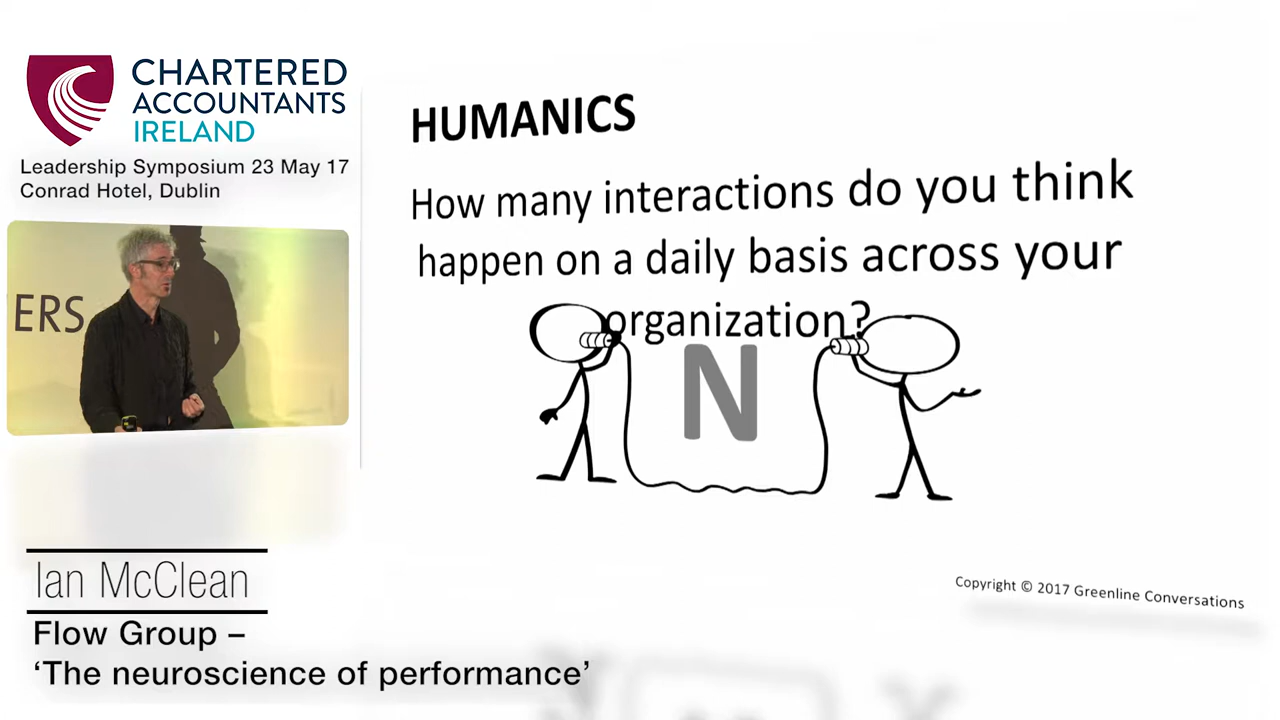 CHARTERED
ACCOUNTANTS
IRELAND
Leadership Symposium 23 May 17
Conrad Hotel, Dublin
ERS
HUMANICS
How many interactions do you think
happen on a daily basis across your
organization?
N
Copyright © 2017 Greenline Conversations
Ian McClean
Flow Group –
‘The neuroscience of performance’